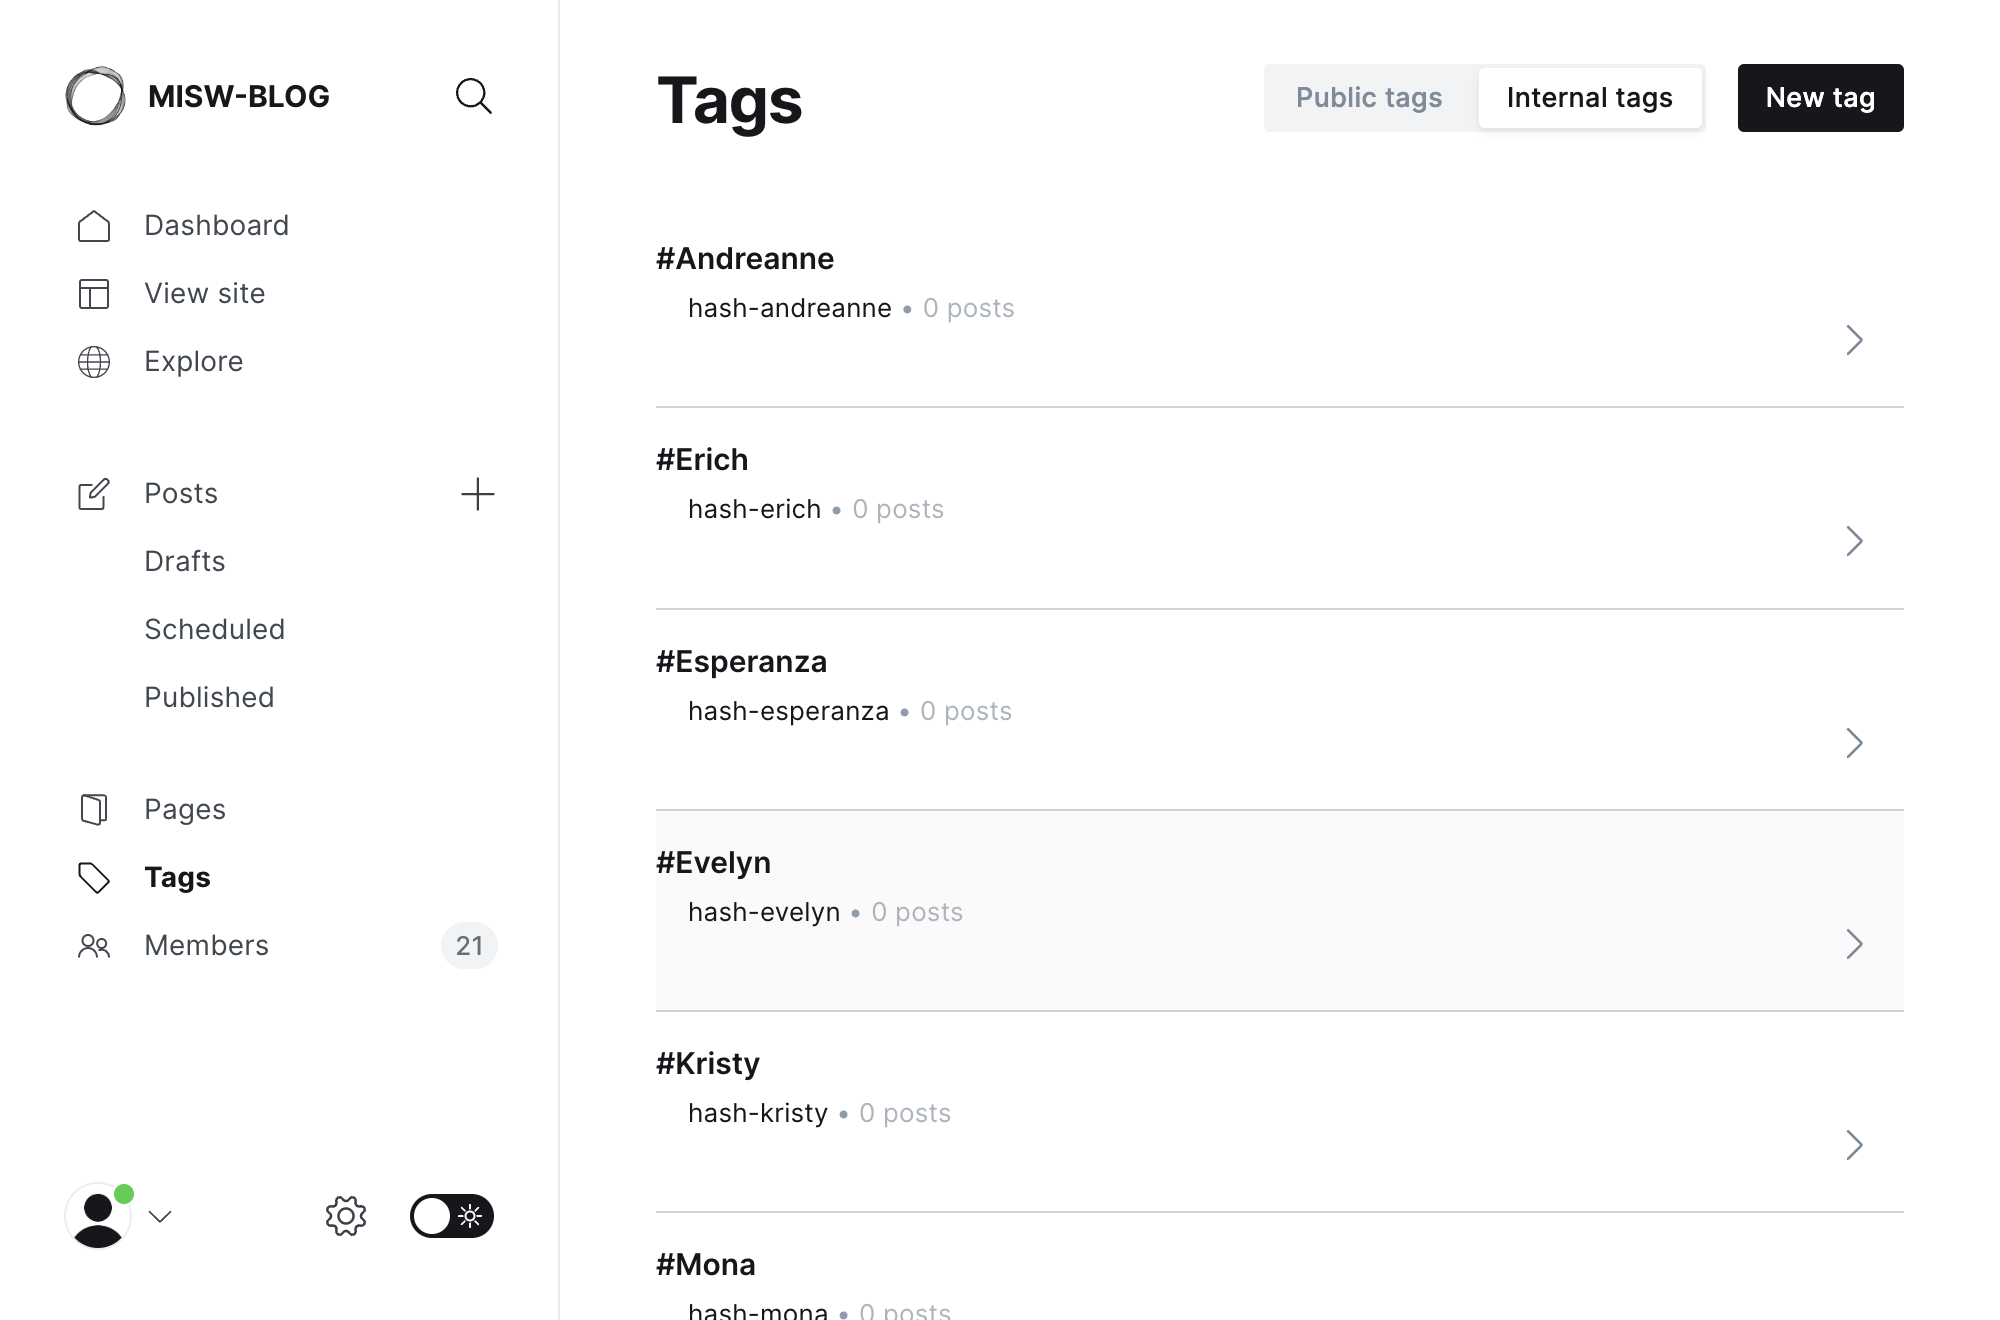 MISW-BLOG
Dashboard
View site
Explore
Posts
Drafts
Scheduled
Published
Pages
Tags
Members 21
Tags
Public tags Internal tags New tag
#Andreanne
hash-andreanne • 0 posts
#Erich
hash-erich • 0 posts
#Esperanza
hash-esperanza • 0 posts
#Evelyn
hash-evelyn • 0 posts
#Kristy
hash-kristy • 0 posts
#Mona
hash-mona • 0 posts